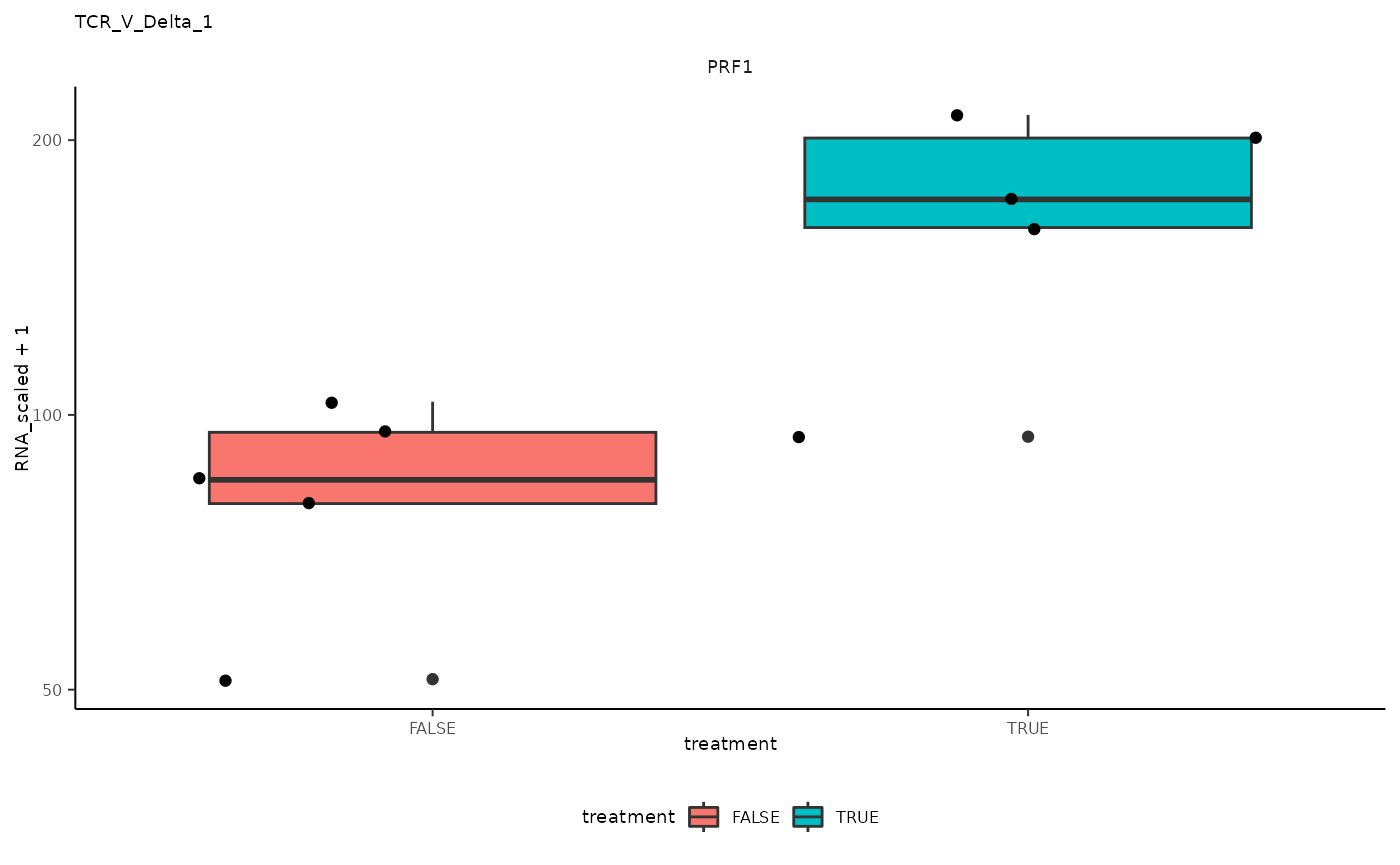 TCR_V_Delta_1
PRF1
200
100
50
RNA_scaled + 1
FALSE
TRUE
treatment
treatment FALSE TRUE